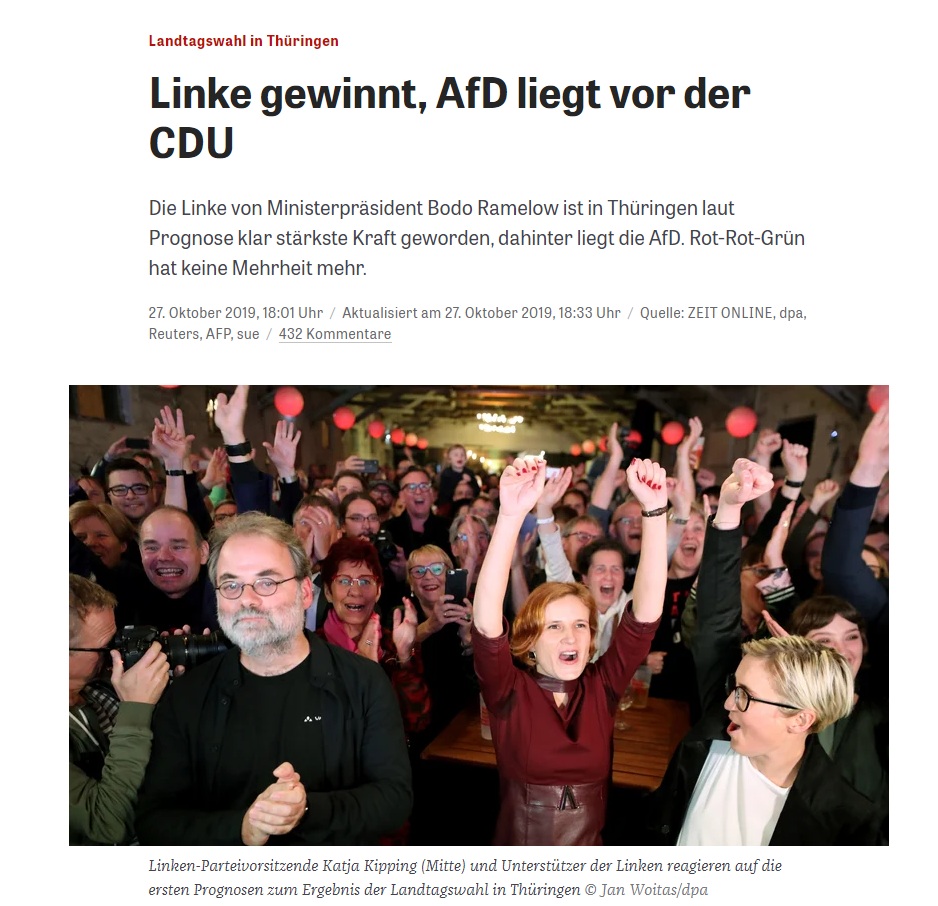 Landtagswahl in Thüringen
Linke gewinnt, AfD liegt vor der
CDU
Die Linke von Ministerpräsident Bodo Ramelow ist in Thüringen laut
Prognose klar stärkste Kraft geworden, dahinter liegt die AfD. Rot-Rot-Grün
hat keine Mehrheit mehr.
27. Oktober 2019, 18:01 Uhr / Aktualisiert am 27. Oktober 2019, 18:33 Uhr / Quelle: ZEIT ONLINE, dpa,
Reuters, AFP, sue / 432 Kommentare
Linken-Parteivorsitzende Katja Kipping (Mitte) und Unterstützer der Linken reagieren auf die
ersten Prognosen zum Ergebnis der Landtagswahl in Thüringen © Jan Woitas/dpa